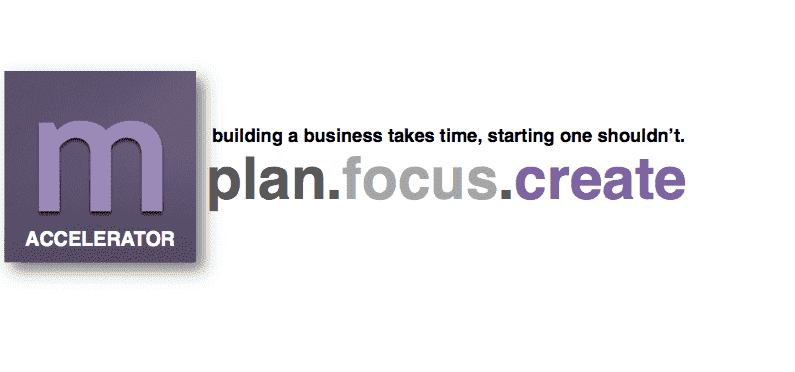 m
ACCELERATOR
building a business takes time, starting one shouldn’t.
plan.focus.create